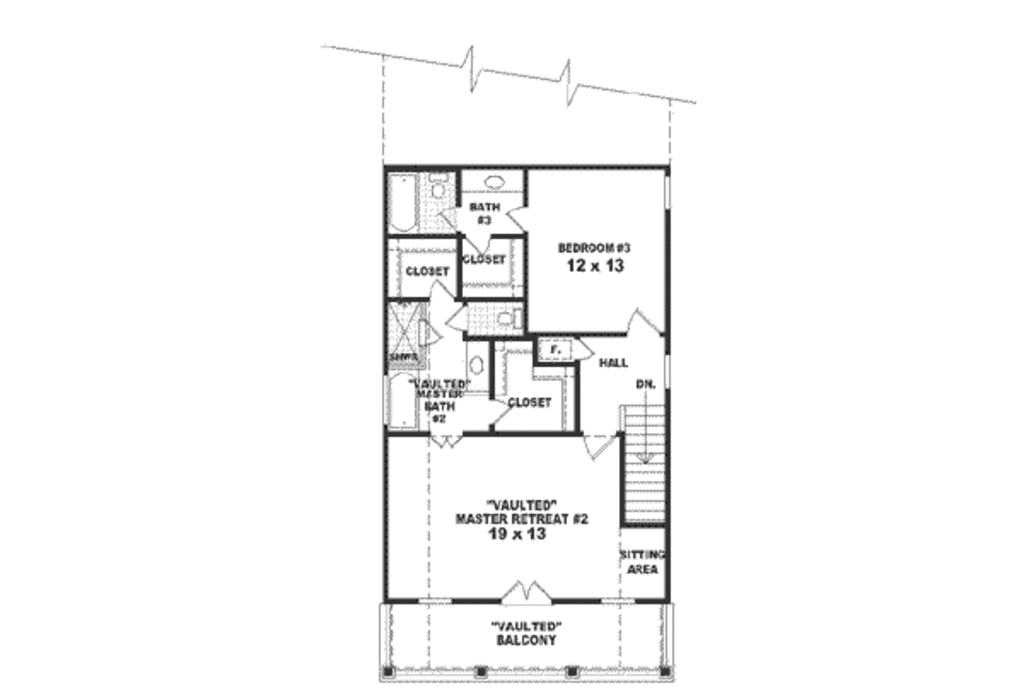 BATH
#3
BEDROOM #3
12 x 13
CLOSET
CLOSET
SHWR
F.
HALL
DN.
"VAULTED"
MASTER
BATH
#2
CLOSET
"VAULTED"
MASTER RETREAT #2
19 x 13
SITTING
AREA
"VAULTED"
BALCONY